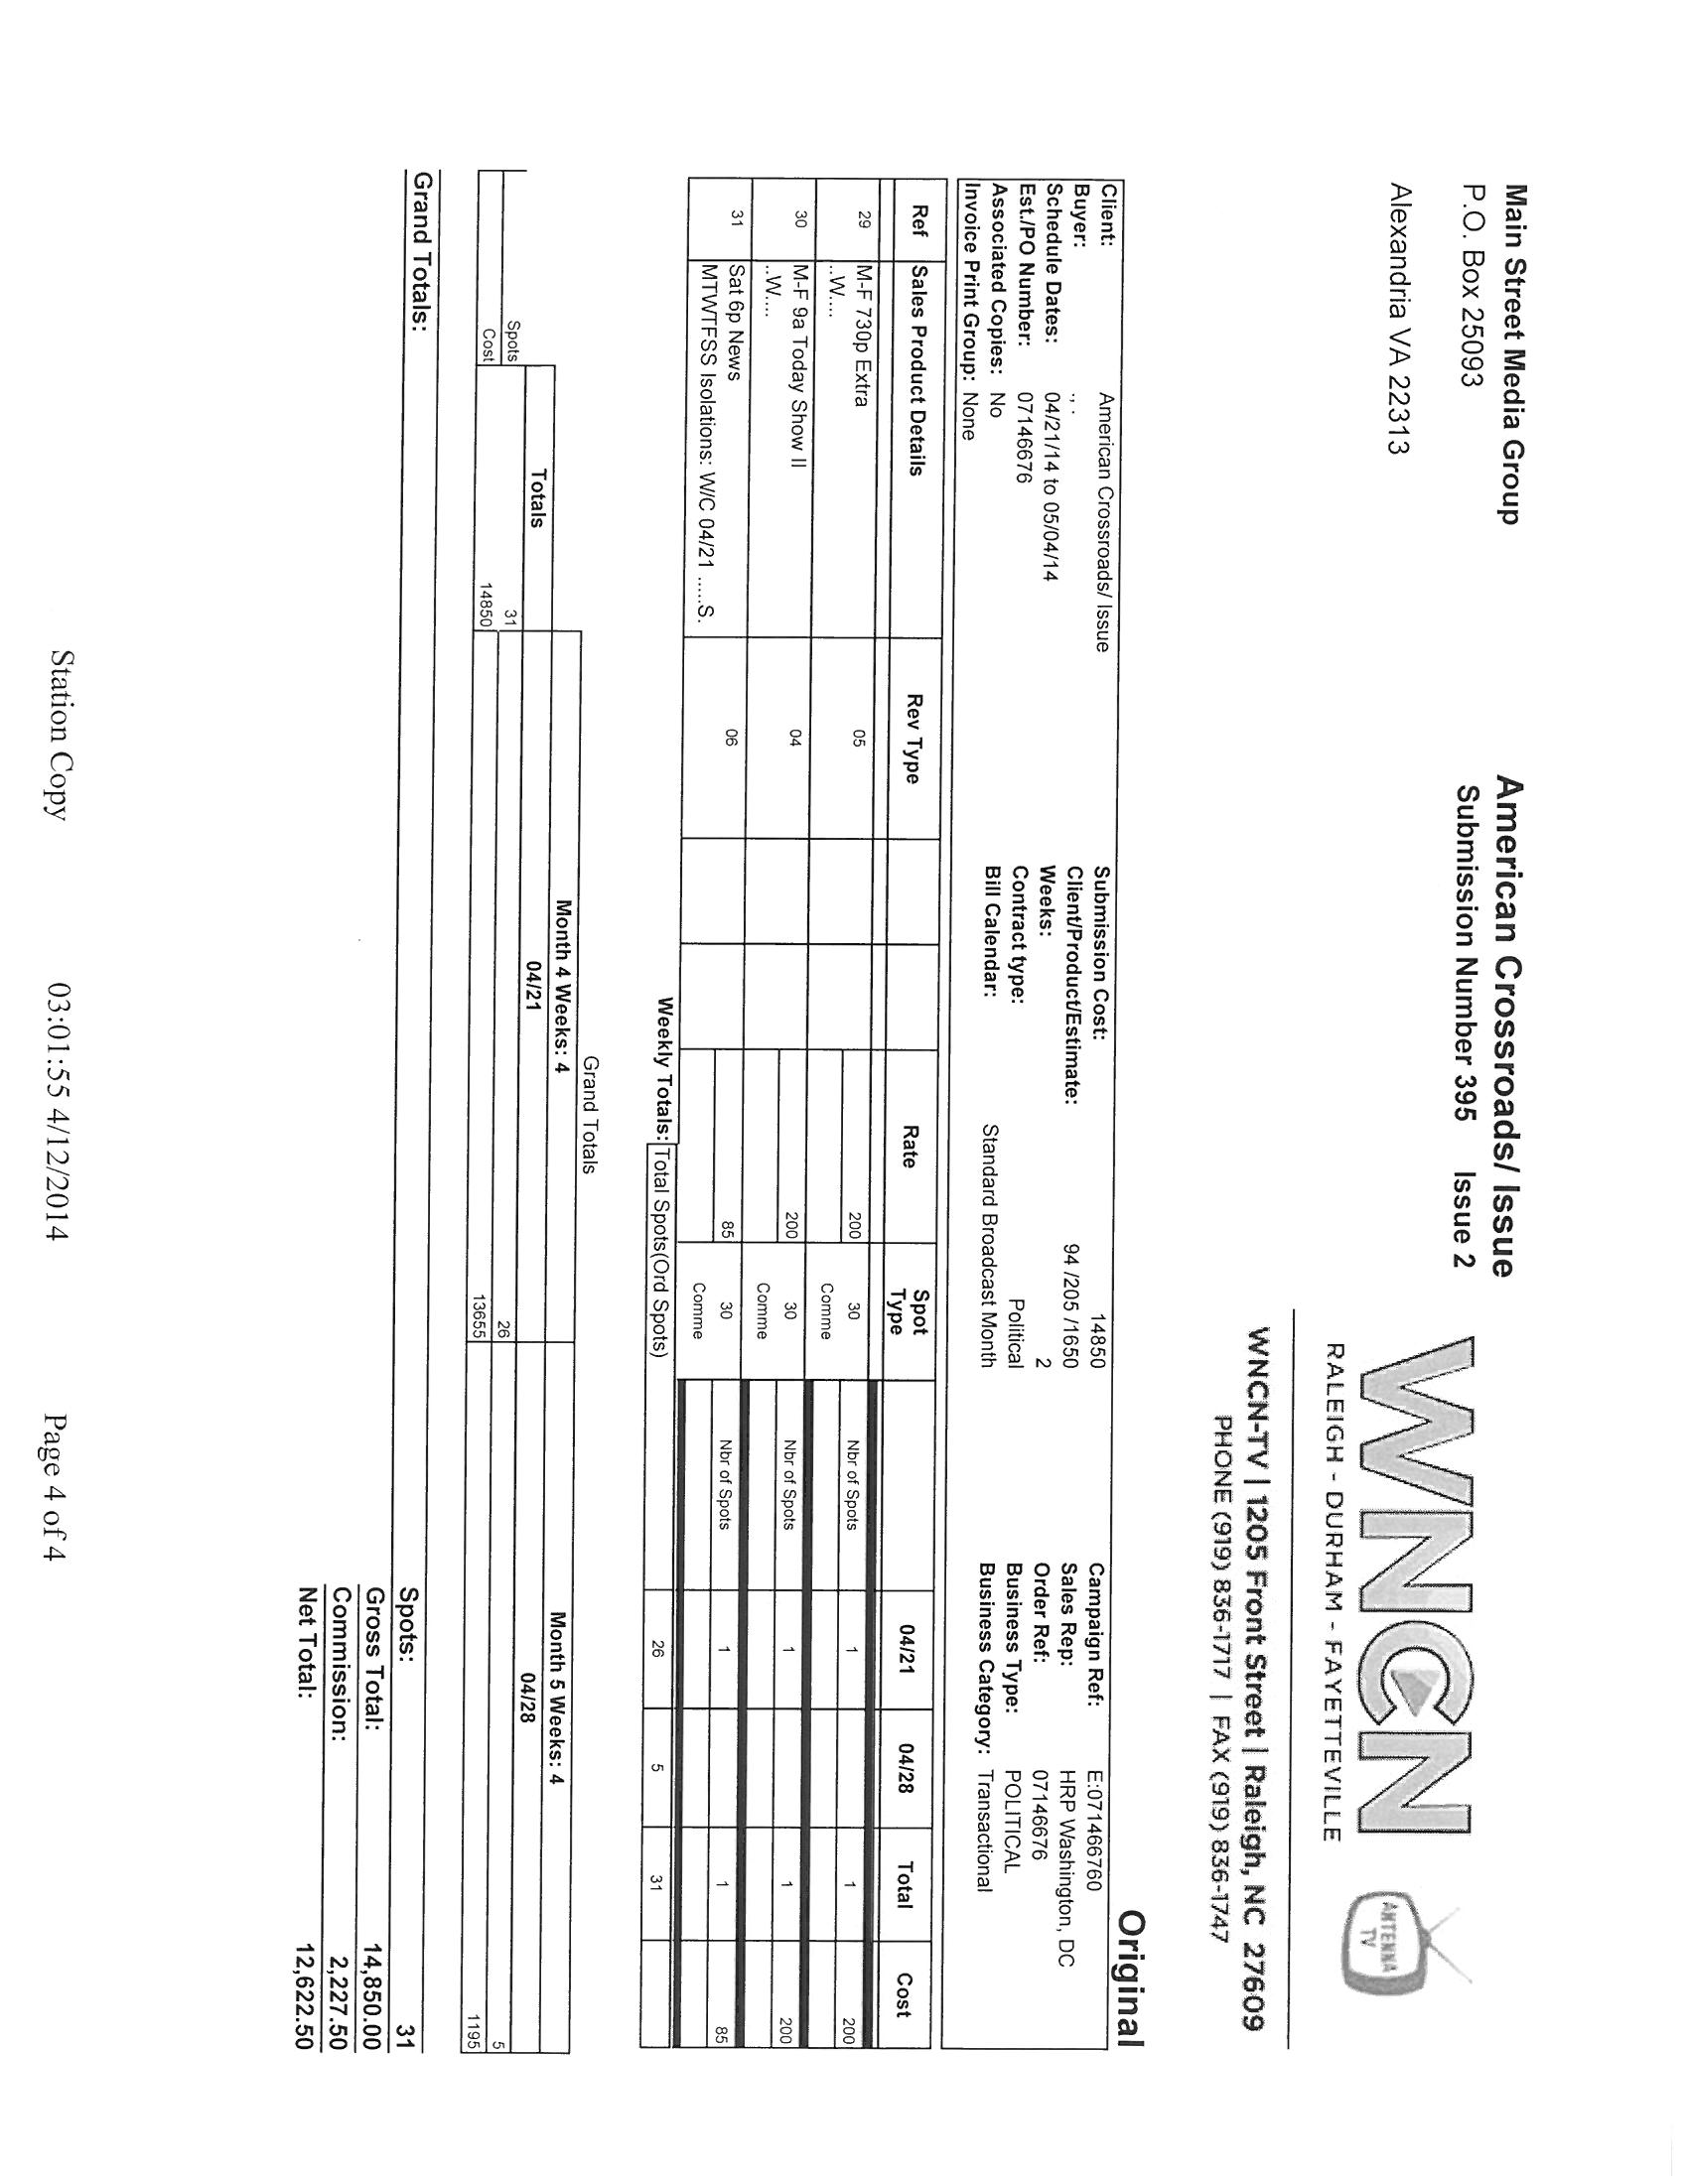 Main Street Media Group
P.O. Box 25093
Alexandria VA 22313
American Crossroads/ Issue
Submission Number 395 Issue 2
WNCN
RALEIGH - DURHAM - FAYETTEVILLE
ANTENNA
TV
WNCN-TV | 1205 Front Street | Raleigh, NC 27609
PHONE (919) 836-1717 | FAX (919) 836-1747
Original
Client: American Crossroads/ Issue
Buyer: ., .
Schedule Dates: 04/21/14 to 05/04/14
Est./PO Number: 07146676
Associated Copies: No
Invoice Print Group: None
Submission Cost: 14850
Client/Product/Estimate: 94 /205 /1650
Weeks: 2
Contract type: Political
Bill Calendar: Standard Broadcast Month
Campaign Ref: E:071466760
Sales Rep: HRP Washington, DC
Order Ref: 07146676
Business Type: POLITICAL
Business Category: Transactional
Ref Sales Product Details Rev Type Rate Spot Type 04/21 04/28 Total Cost
29 M-F 730p Extra 05 200 30 Nbr of Spots 1 1 200
..W.... Comme
30 M-F 9a Today Show II 04 200 30 Nbr of Spots 1 1 200
..W.... Comme
31 Sat 6p News 06 85 30 Nbr of Spots 1 1 85
MTWTFSS Isolations: W/C 04/21 .....S. Comme
Weekly Totals: Total Spots(Ord Spots) 26 5 31
Grand Totals
Month 4 Weeks: 4 Month 5 Weeks: 4
Totals 04/21 04/28
Spots 31 26 5
Cost 14850 13655 1195
Grand Totals: Spots: 31
Gross Total: 14,850.00
Commission: 2,227.50
Net Total: 12,622.50
Station Copy 03:01:55 4/12/2014 Page 4 of 4